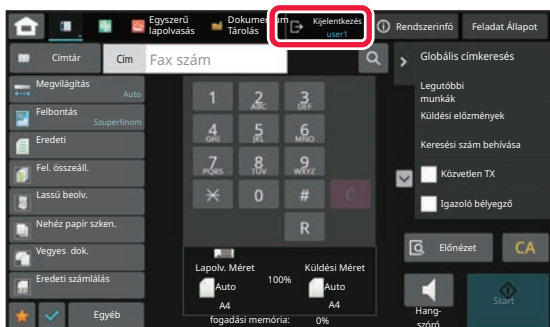 Egyszerű lapolvasás
Dokumentum Tárolás
Kijelentkezés
user1
Rendszerinfó
Feladat Állapot
Címtár
Cím
Fax szám
Globális címkeresés
Megvilágítás
Auto
Felbontás
Szuperfinom
Eredeti
Fel. összeáll.
Lassú beolv.
Nehéz papír szken.
Vegyes dok.
Eredeti számlálás
Egyéb
1
2
ABC
3
DEF
4
GHI
5
JKL
6
MNO
7
PQRS
8
TUV
9
WXYZ
0
#
C
R
Lapolv. Méret
Auto
A4
100%
Küldési Méret
Auto
A4
fogadási memória: 0%
Legutóbbi
munkák
Küldési előzmények
Keresési szám behívása
Közvetlen TX
Igazoló bélyegző
Előnézet
CA
Hang-
szóró
Start